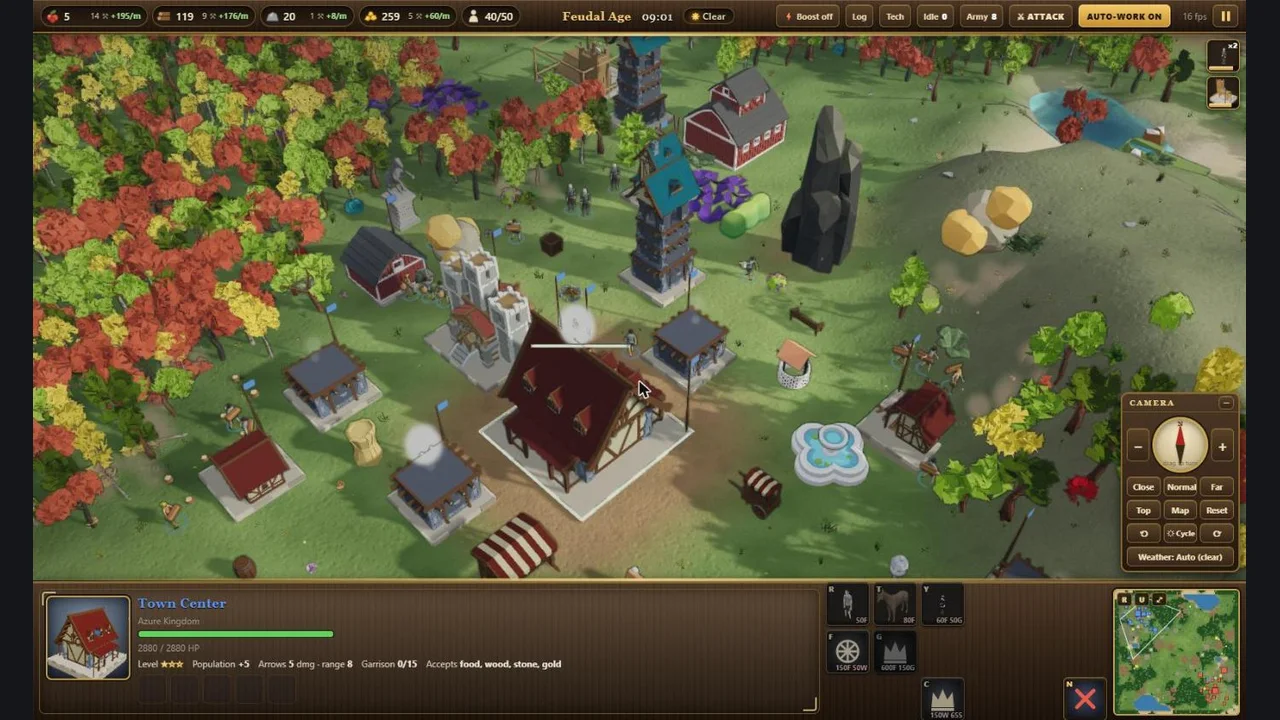 5 14 +195/m 119 9 +176/m 20 1 +8/m 259 5 +60/m 40/50 Feudal Age 09:01 Clear Boost off Log Tech Idle 0 Army 8 ATTACK AUTO-WORK ON 16 fps
x2
CAMERA
− +
Close Normal Far
Top Map Reset
Cycle
Weather: Auto (clear)
Town Center
Azure Kingdom
2880 / 2880 HP
Level ★★★ Population +5 Arrows 5 dmg · range 8 Garrison 0/15 Accepts food, wood, stone, gold
R 50F T 80F Y 60F 50G
F 150F 50W G 600F 150G
C 150W 65S N